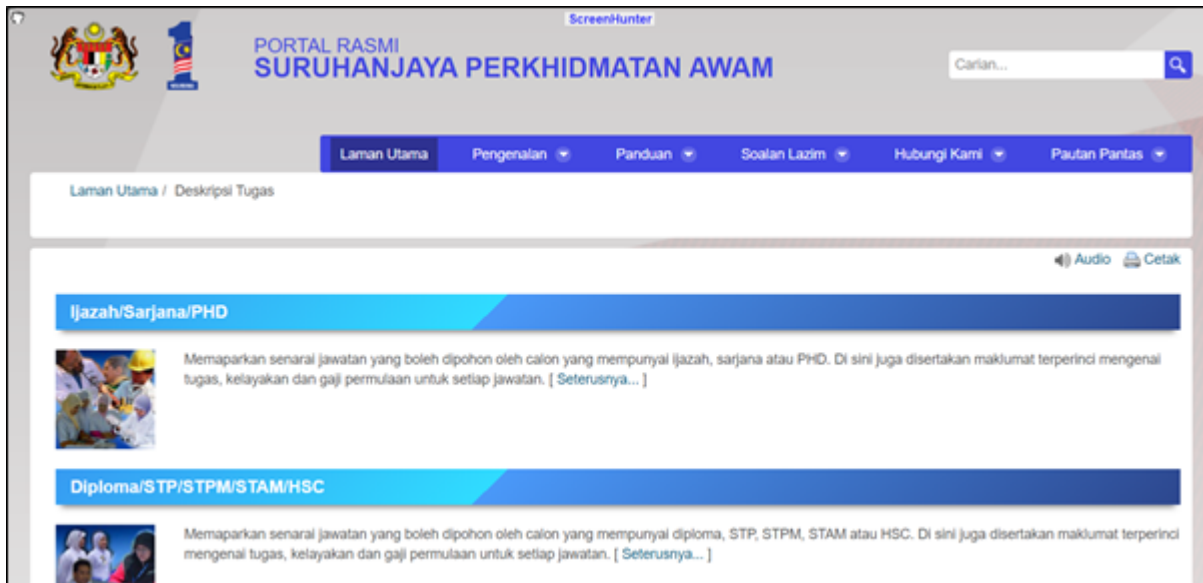 ScreenHunter
PORTAL RASMI
SURUHANJAYA PERKHIDMATAN AWAM
Carian...
Laman Utama Pengenalan Panduan Soalan Lazim Hubungi Kami Pautan Pantas
Laman Utama / Deskripsi Tugas
Audio Cetak
Ijazah/Sarjana/PHD
Memaparkan senarai jawatan yang boleh dipohon oleh calon yang mempunyai ijazah, sarjana atau PHD. Di sini juga disertakan maklumat terperinci mengenai
tugas, kelayakan dan gaji permulaan untuk setiap jawatan. [ Seterusnya... ]
Diploma/STP/STPM/STAM/HSC
Memaparkan senarai jawatan yang boleh dipohon oleh calon yang mempunyai diploma, STP, STPM, STAM atau HSC. Di sini juga disertakan maklumat terperinci
mengenai tugas, kelayakan dan gaji permulaan untuk setiap jawatan. [ Seterusnya... ]